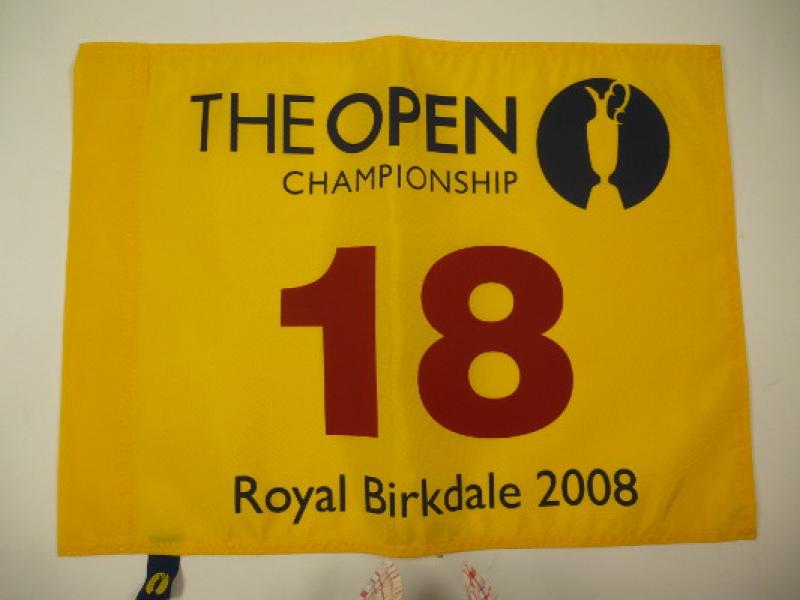 THE OPEN
CHAMPIONSHIP
18
Royal Birkdale 2008